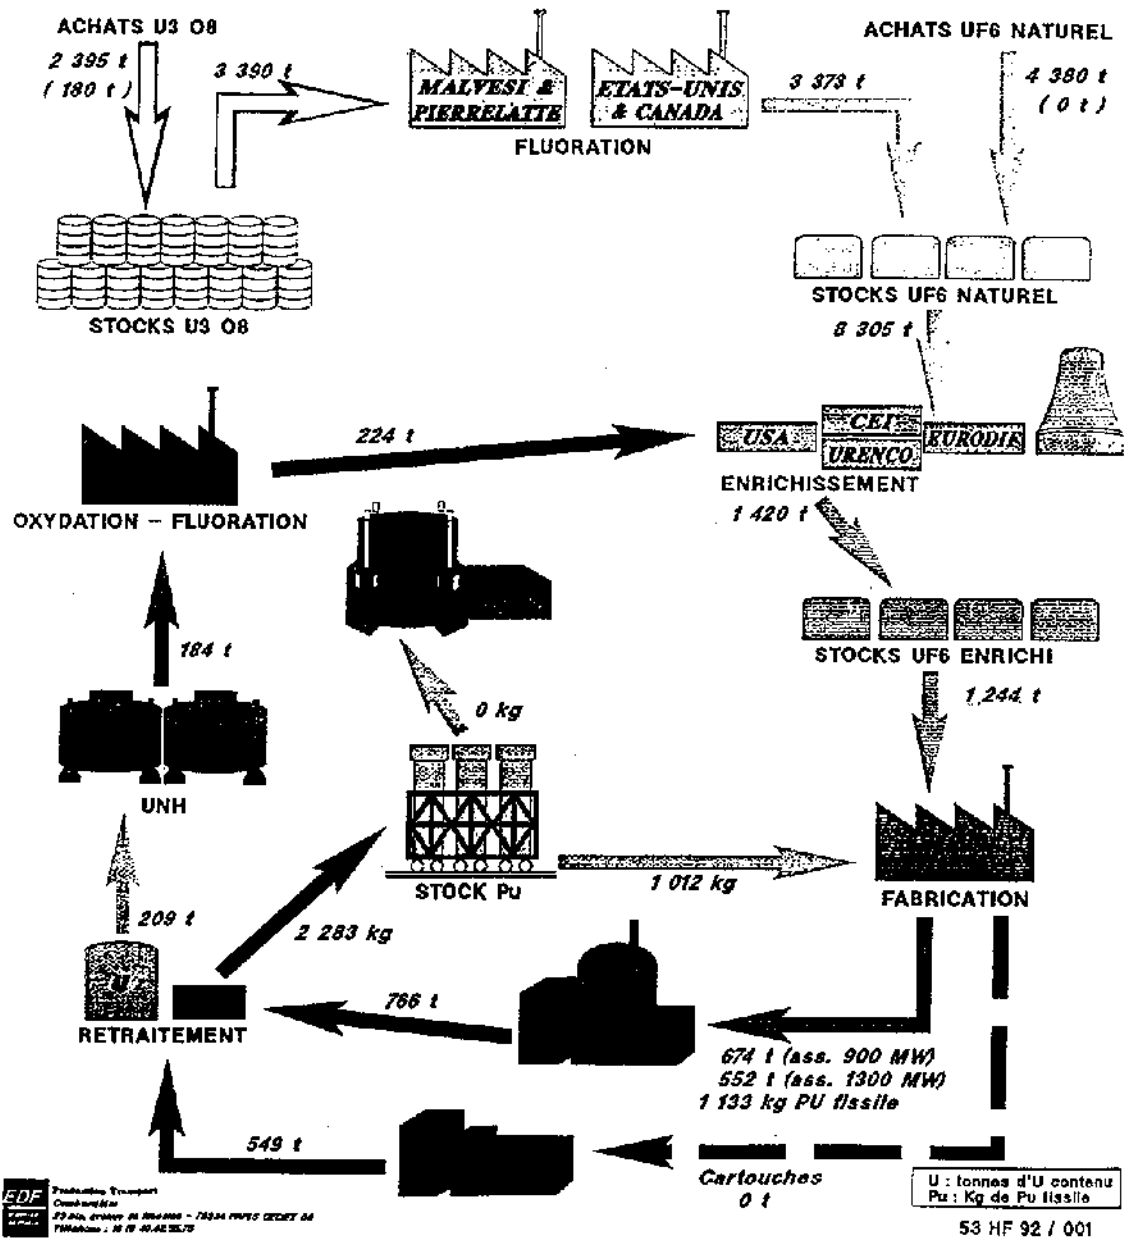 ACHATS U3 O8
2 395 t
( 180 t )
3 390 t
MALVESI &
PIERRELATTE
ETATS-UNIS
& CANADA
FLUORATION
ACHATS UF6 NATUREL
3 373 t
4 380 t
( 0 t )
STOCKS U3 O8
STOCKS UF6 NATUREL
8 305 t
224 t
USA
CEI
URENCO
EURODIF
ENRICHISSEMENT
1 420 t
OXYDATION - FLUORATION
184 t
STOCKS UF6 ENRICHI
1 244 t
0 kg
UNH
STOCK Pu
1 012 kg
FABRICATION
209 t
2 283 kg
U
RETRAITEMENT
766 t
674 t (ass. 900 MW)
552 t (ass. 1300 MW)
1 133 kg PU fissile
549 t
Cartouches
0 t
EDF
Production Transport
U : tonnes d'U contenu
Pu : Kg de Pu fissile
53 HF 92 / 001